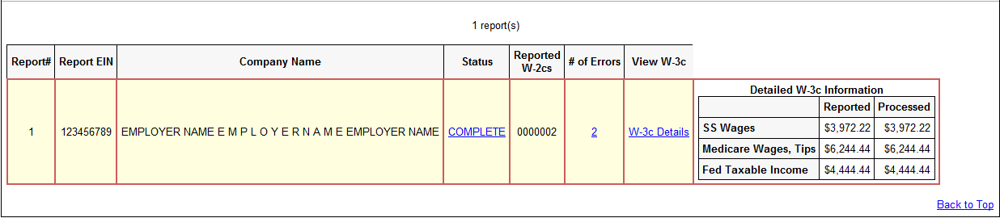 1 report(s)
Report# Report EIN Company Name Status Reported W-2cs # of Errors View W-3c
1 123456789 EMPLOYER NAME E M P L O Y E R N A M E EMPLOYER NAME COMPLETE 0000002 2 W-3c Details
Detailed W-3c Information
Reported Processed
SS Wages $3,972.22 $3,972.22
Medicare Wages, Tips $6,244.44 $6,244.44
Fed Taxable Income $4,444.44 $4,444.44
Back to Top